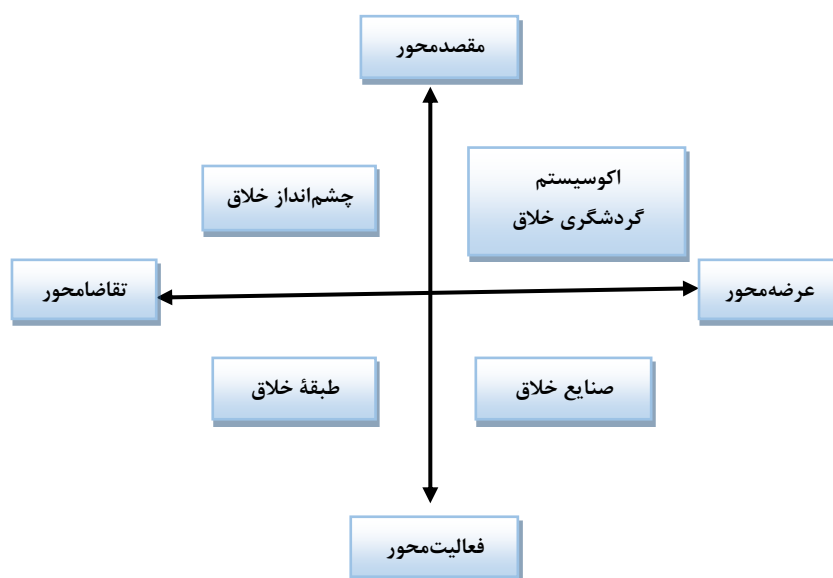 مقصدمحور
اکوسیستم
گردشگری خلاق
چشم‌انداز خلاق
عرضه‌محور
تقاضامحور
صنایع خلاق
طبقهٔ خلاق
فعالیت‌محور